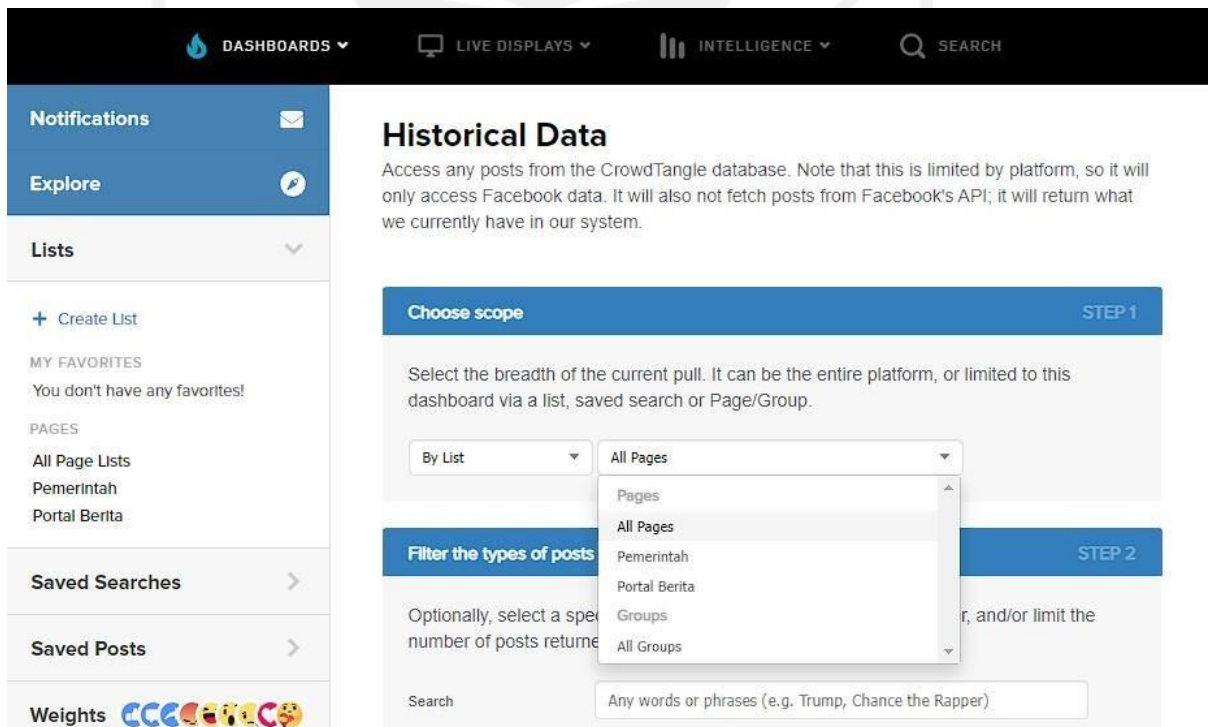 DASHBOARDS
LIVE DISPLAYS
INTELLIGENCE
SEARCH
Notifications
Explore
Lists
+ Create List
MY FAVORITES
You don't have any favorites!
PAGES
All Page Lists
Pemerintah
Portal Berita
Saved Searches
Saved Posts
Weights
Historical Data
Access any posts from the CrowdTangle database. Note that this is limited by platform, so it will
only access Facebook data. It will also not fetch posts from Facebook's API; it will return what
we currently have in our system.
Choose scope STEP 1
Select the breadth of the current pull. It can be the entire platform, or limited to this
dashboard via a list, saved search or Page/Group.
By List All Pages
Pages
All Pages
Pemerintah
Portal Berita
Groups
All Groups
Filter the types of posts STEP 2
Optionally, select a spe r, and/or limit the
number of posts returne
Search Any words or phrases (e.g. Trump, Chance the Rapper)